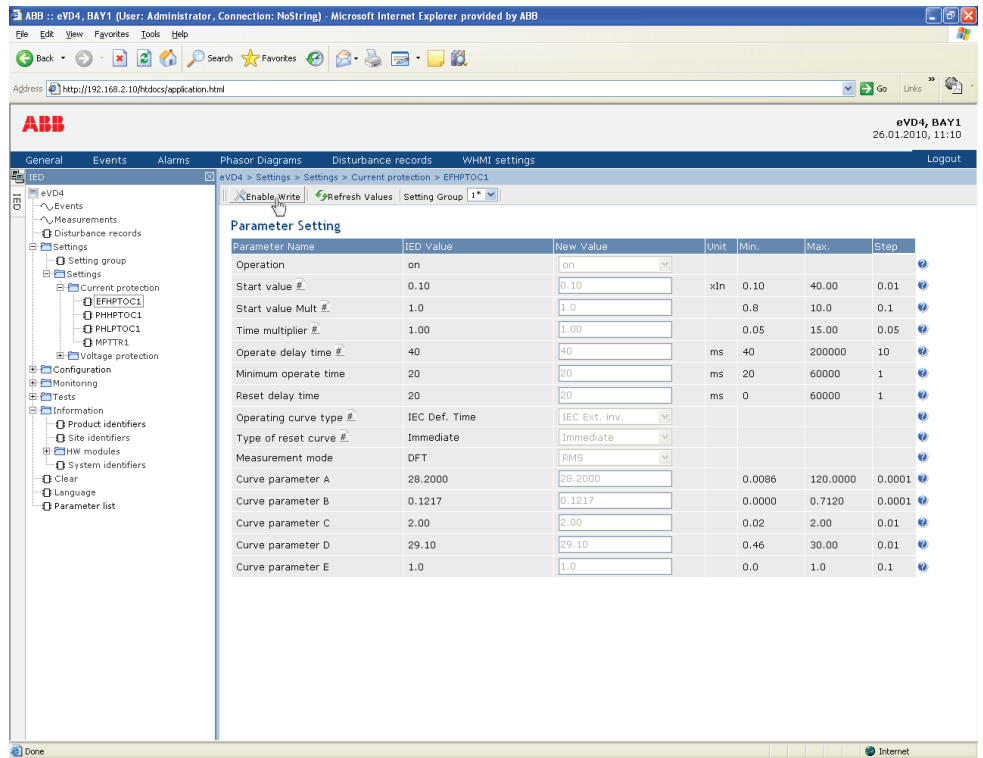 ABB :: eVD4, BAY1 (User: Administrator, Connection: NoString) - Microsoft Internet Explorer provided by ABB
File Edit View Favorites Tools Help
Back Search Favorites
Address http://192.168.2.10/htdocs/application.html Go Links »
ABB
eVD4, BAY1
26.01.2010, 11:10
General Events Alarms Phasor Diagrams Disturbance records WHMI settings Logout
IED
IED
eVD4 > Settings > Settings > Current protection > EFHPTOC1
Enable Write Refresh Values Setting Group 1*
eVD4
Events
Measurements
Disturbance records
Settings
Setting group
Settings
Current protection
EFHPTOC1
PHHPTOC1
PHLPTOC1
MPTTR1
Voltage protection
Configuration
Monitoring
Tests
Information
Product identifiers
Site identifiers
HW modules
System identifiers
Clear
Language
Parameter list
Parameter Setting
Parameter Name IED Value New Value Unit Min. Max. Step
Operation on on
Start value # 0.10 0.10 xIn 0.10 40.00 0.01
Start value Mult # 1.0 1.0 0.8 10.0 0.1
Time multiplier # 1.00 1.00 0.05 15.00 0.05
Operate delay time # 40 40 ms 40 200000 10
Minimum operate time 20 20 ms 20 60000 1
Reset delay time 20 20 ms 0 60000 1
Operating curve type # IEC Def. Time IEC Ext. inv.
Type of reset curve # Immediate Immediate
Measurement mode DFT RMS
Curve parameter A 28.2000 28.2000 0.0086 120.0000 0.0001
Curve parameter B 0.1217 0.1217 0.0000 0.7120 0.0001
Curve parameter C 2.00 2.00 0.02 2.00 0.01
Curve parameter D 29.10 29.10 0.46 30.00 0.01
Curve parameter E 1.0 1.0 0.0 1.0 0.1
Done Internet